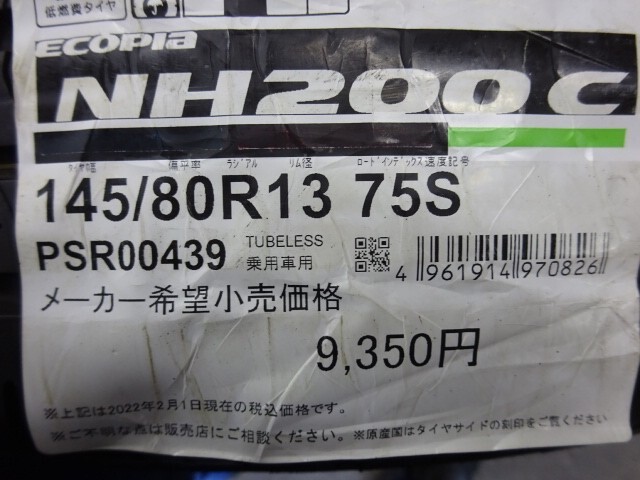 低燃費タイヤ
ECOPIA
NH200 C
タイヤの幅 偏平率 ラジアル リム径 ロードインデックス 速度記号
145/80R13 75S
PSR00439 TUBELESS 乗用車用
4 961914 970826
メーカー希望小売価格
9,350円
※上記は2022年2月1日現在の税込価格です。
※ご不明な点は販売店にご相談ください。※原産国はタイヤサイドの刻印をご覧ください